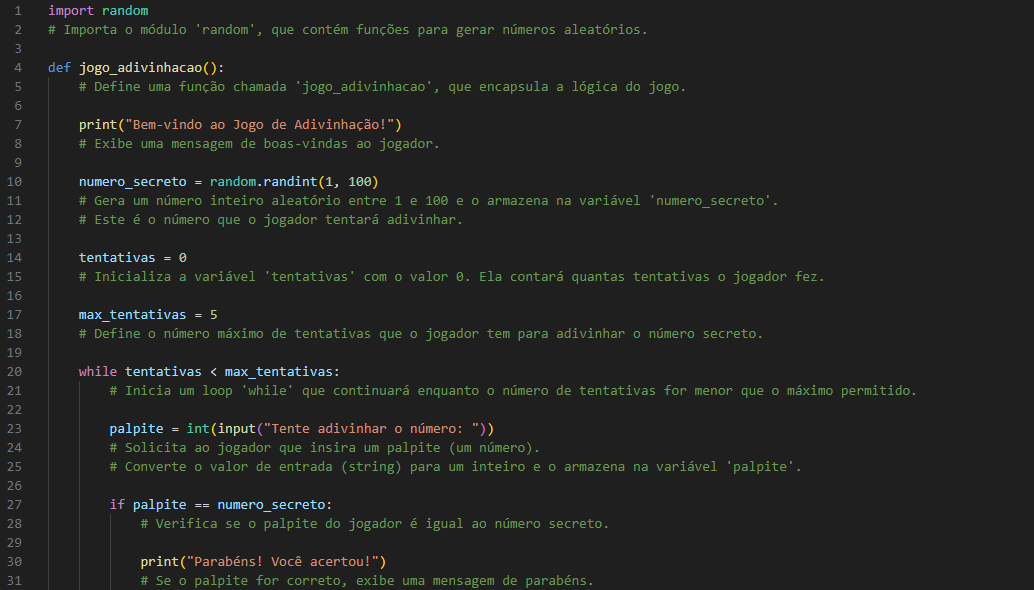 1 import random
2 # Importa o módulo 'random', que contém funções para gerar números aleatórios.
3
4 def jogo_adivinhacao():
5 # Define uma função chamada 'jogo_adivinhacao', que encapsula a lógica do jogo.
6
7 print("Bem-vindo ao Jogo de Adivinhação!")
8 # Exibe uma mensagem de boas-vindas ao jogador.
9
10 numero_secreto = random.randint(1, 100)
11 # Gera um número inteiro aleatório entre 1 e 100 e o armazena na variável 'numero_secreto'.
12 # Este é o número que o jogador tentará adivinhar.
13
14 tentativas = 0
15 # Inicializa a variável 'tentativas' com o valor 0. Ela contará quantas tentativas o jogador fez.
16
17 max_tentativas = 5
18 # Define o número máximo de tentativas que o jogador tem para adivinhar o número secreto.
19
20 while tentativas < max_tentativas:
21 # Inicia um loop 'while' que continuará enquanto o número de tentativas for menor que o máximo permitido.
22
23 palpite = int(input("Tente adivinhar o número: "))
24 # Solicita ao jogador que insira um palpite (um número).
25 # Converte o valor de entrada (string) para um inteiro e o armazena na variável 'palpite'.
26
27 if palpite == numero_secreto:
28 # Verifica se o palpite do jogador é igual ao número secreto.
29
30 print("Parabéns! Você acertou!")
31 # Se o palpite for correto, exibe uma mensagem de parabéns.